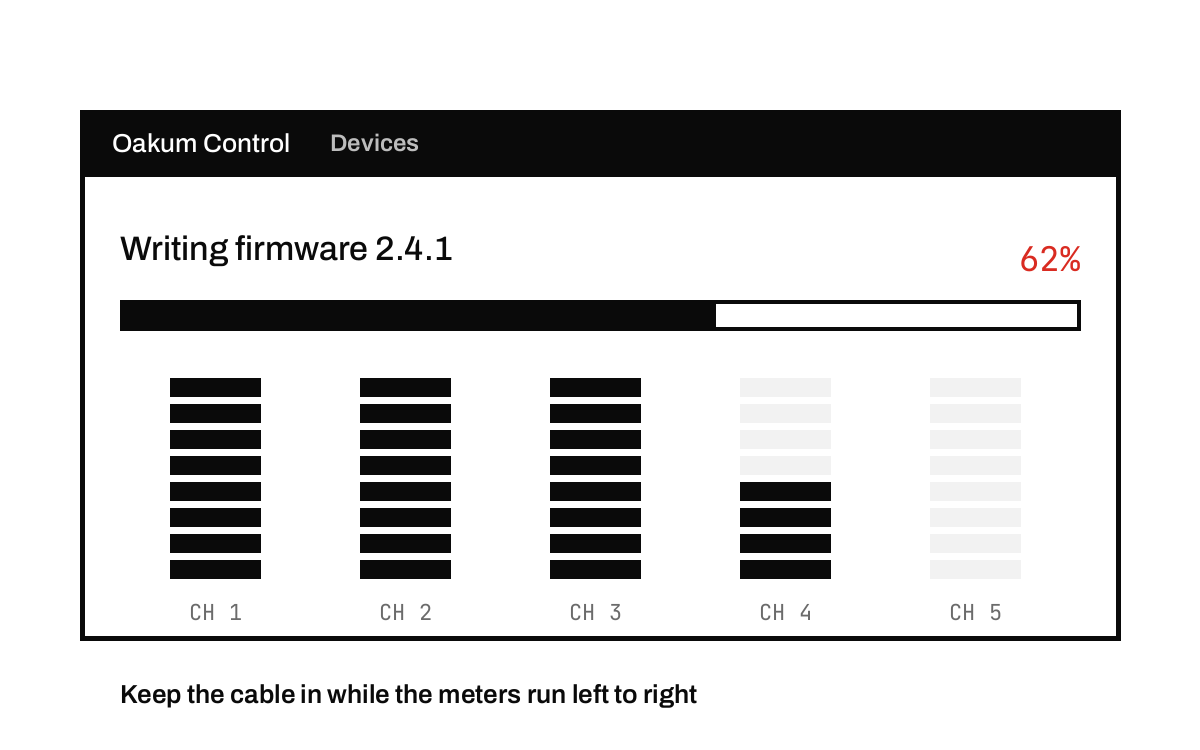 Oakum Control Devices
Writing firmware 2.4.1
62%
CH 1 CH 2 CH 3 CH 4 CH 5
Keep the cable in while the meters run left to right